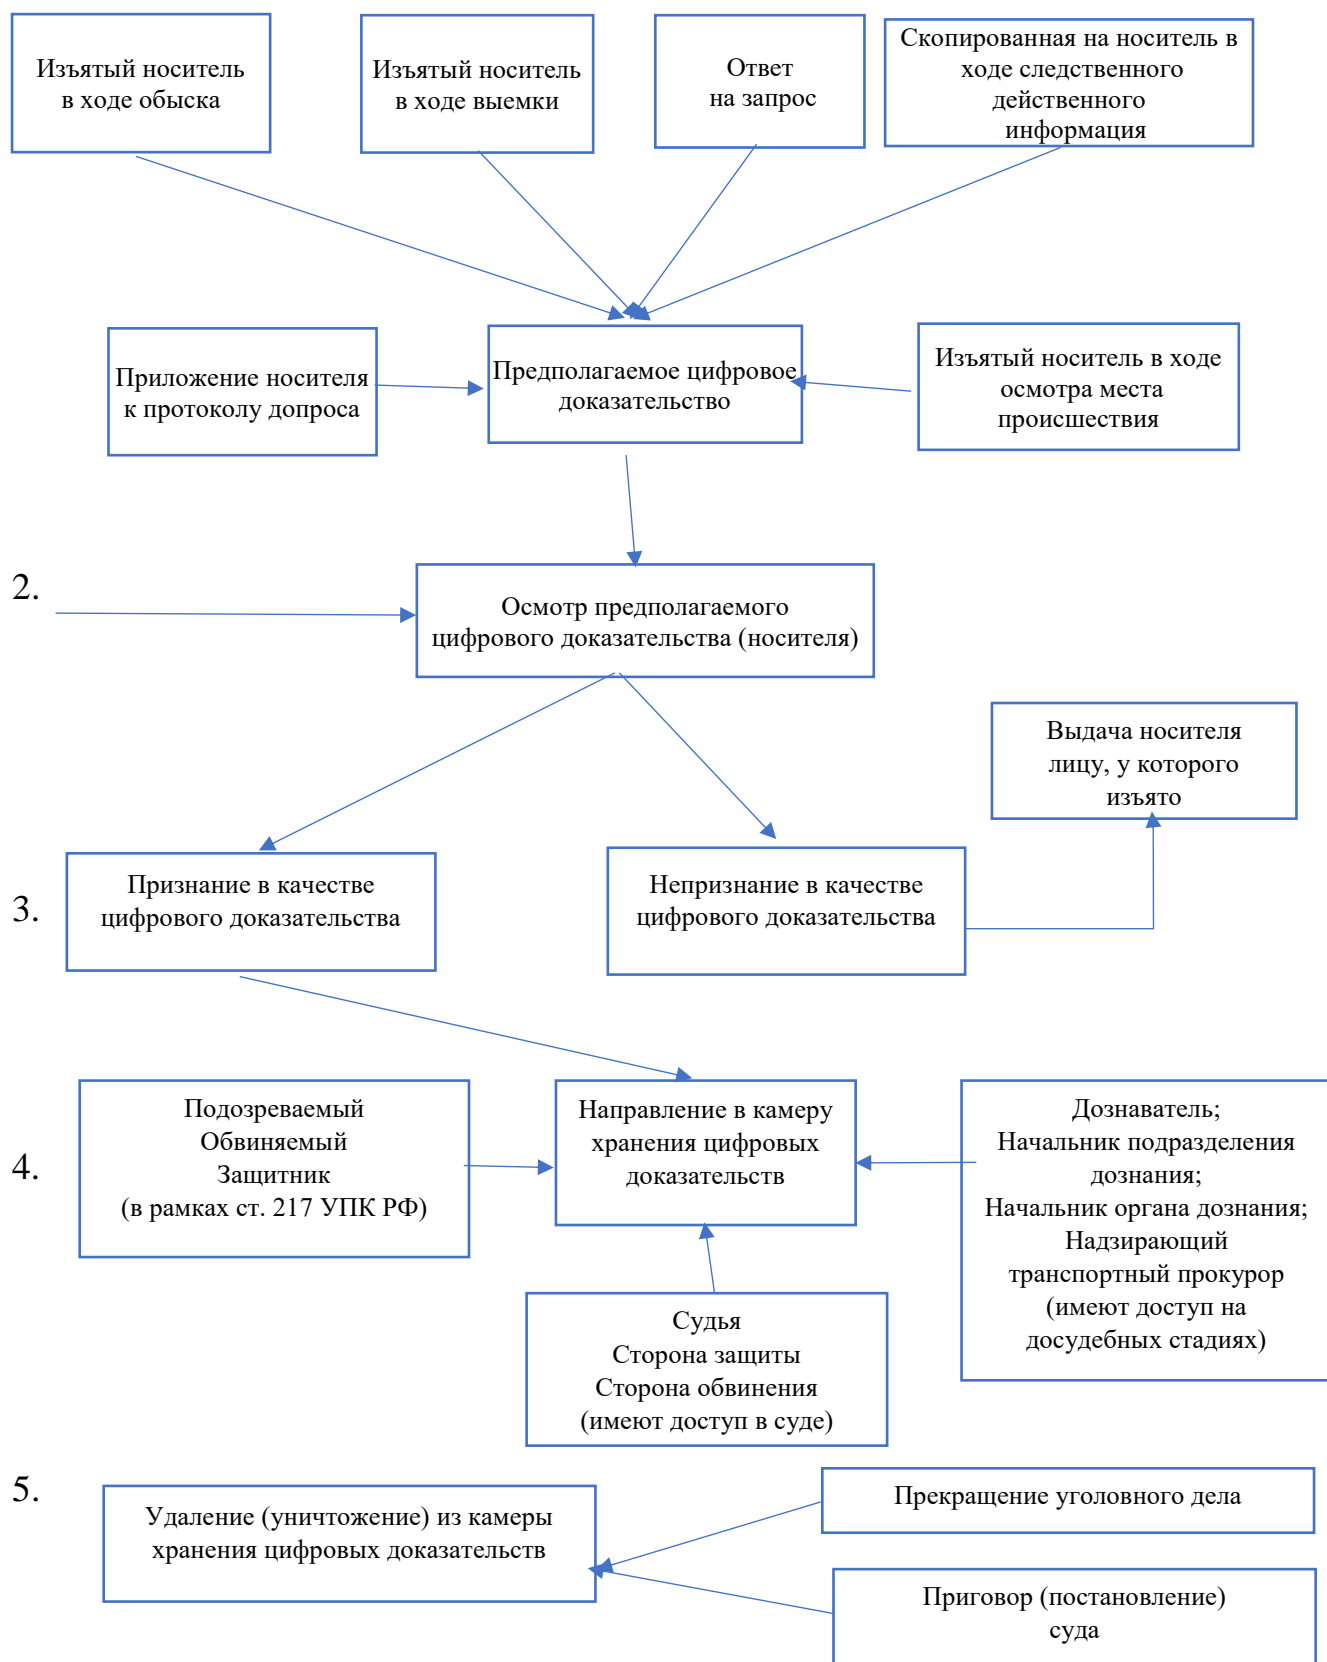 Изъятый носитель
в ходе обыска
Изъятый носитель
в ходе выемки
Ответ
на запрос
Скопированная на носитель в
ходе следственного
действенного
информация
Приложение носителя
к протоколу допроса
Предполагаемое цифровое
доказательство
Изъятый носитель в ходе
осмотра места
происшествия
2.
Осмотр предполагаемого
цифрового доказательства (носителя)
Выдача носителя
лицу, у которого
изъято
3.
Признание в качестве
цифрового доказательства
Непризнание в качестве
цифрового доказательства
4.
Подозреваемый
Обвиняемый
Защитник
(в рамках ст. 217 УПК РФ)
Направление в камеру
хранения цифровых
доказательств
Дознаватель;
Начальник подразделения
дознания;
Начальник органа дознания;
Надзирающий
транспортный прокурор
(имеют доступ на
досудебных стадиях)
Судья
Сторона защиты
Сторона обвинения
(имеют доступ в суде)
5.
Удаление (уничтожение) из камеры
хранения цифровых доказательств
Прекращение уголовного дела
Приговор (постановление)
суда